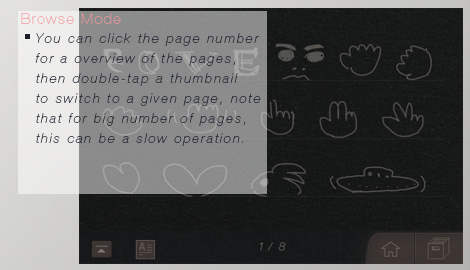 Browse Mode
You can click the page number
for a overview of the pages,
then double-tap a thumbnail
to switch to a given page, note
that for big number of pages,
this can be a slow operation.
LOVE
1 / 8